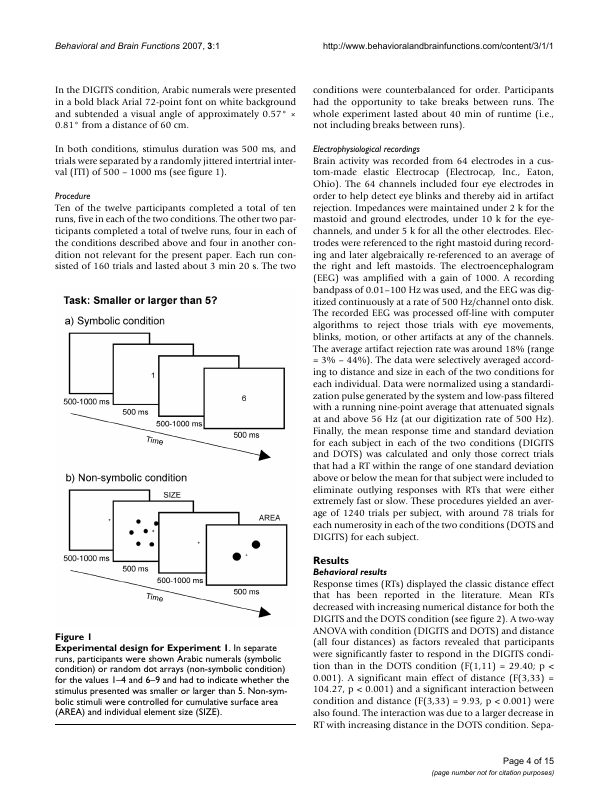 Behavioral and Brain Functions 2007, 3:1
http://www.behavioralandbrainfunctions.com/content/3/1/1
In the DIGITS condition, Arabic numerals were presented
in a bold black Arial 72-point font on white background
and subtended a visual angle of approximately 0.57° ×
0.81° from a distance of 60 cm.
In both conditions, stimulus duration was 500 ms, and
trials were separated by a randomly jittered intertrial inter-
val (ITI) of 500 – 1000 ms (see figure 1).
Procedure
Ten of the twelve participants completed a total of ten
runs, five in each of the two conditions. The other two par-
ticipants completed a total of twelve runs, four in each of
the conditions described above and four in another con-
dition not relevant for the present paper. Each run con-
sisted of 160 trials and lasted about 3 min 20 s. The two
Task: Smaller or larger than 5?
a) Symbolic condition
1
6
500-1000 ms
500 ms
500-1000 ms
500 ms
Time
b) Non-symbolic condition
SIZE
AREA
500-1000 ms
500 ms
500-1000 ms
500 ms
Time
Figure 1
Experimental design for Experiment 1. In separate
runs, participants were shown Arabic numerals (symbolic
condition) or random dot arrays (non-symbolic condition)
for the values 1–4 and 6–9 and had to indicate whether the
stimulus presented was smaller or larger than 5. Non-sym-
bolic stimuli were controlled for cumulative surface area
(AREA) and individual element size (SIZE).
conditions were counterbalanced for order. Participants
had the opportunity to take breaks between runs. The
whole experiment lasted about 40 min of runtime (i.e.,
not including breaks between runs).
Electrophysiological recordings
Brain activity was recorded from 64 electrodes in a cus-
tom-made elastic Electrocap (Electrocap, Inc., Eaton,
Ohio). The 64 channels included four eye electrodes in
order to help detect eye blinks and thereby aid in artifact
rejection. Impedances were maintained under 2 k for the
mastoid and ground electrodes, under 10 k for the eye-
channels, and under 5 k for all the other electrodes. Elec-
trodes were referenced to the right mastoid during record-
ing and later algebraically re-referenced to an average of
the right and left mastoids. The electroencephalogram
(EEG) was amplified with a gain of 1000. A recording
bandpass of 0.01–100 Hz was used, and the EEG was dig-
itized continuously at a rate of 500 Hz/channel onto disk.
The recorded EEG was processed off-line with computer
algorithms to reject those trials with eye movements,
blinks, motion, or other artifacts at any of the channels.
The average artifact rejection rate was around 18% (range
= 3% – 44%). The data were selectively averaged accord-
ing to distance and size in each of the two conditions for
each individual. Data were normalized using a standardi-
zation pulse generated by the system and low-pass filtered
with a running nine-point average that attenuated signals
at and above 56 Hz (at our digitization rate of 500 Hz).
Finally, the mean response time and standard deviation
for each subject in each of the two conditions (DIGITS
and DOTS) was calculated and only those correct trials
that had a RT within the range of one standard deviation
above or below the mean for that subject were included to
eliminate outlying responses with RTs that were either
extremely fast or slow. These procedures yielded an aver-
age of 1240 trials per subject, with around 78 trials for
each numerosity in each of the two conditions (DOTS and
DIGITS) for each subject.
Results
Behavioral results
Response times (RTs) displayed the classic distance effect
that has been reported in the literature. Mean RTs
decreased with increasing numerical distance for both the
DIGITS and the DOTS condition (see figure 2). A two-way
ANOVA with condition (DIGITS and DOTS) and distance
(all four distances) as factors revealed that participants
were significantly faster to respond in the DIGITS condi-
tion than in the DOTS condition (F(1,11) = 29.40; p <
0.001). A significant main effect of distance (F(3,33) =
104.27, p < 0.001) and a significant interaction between
condition and distance (F(3,33) = 9.93, p < 0.001) were
also found. The interaction was due to a larger decrease in
RT with increasing distance in the DOTS condition. Sepa-
Page 4 of 15
(page number not for citation purposes)